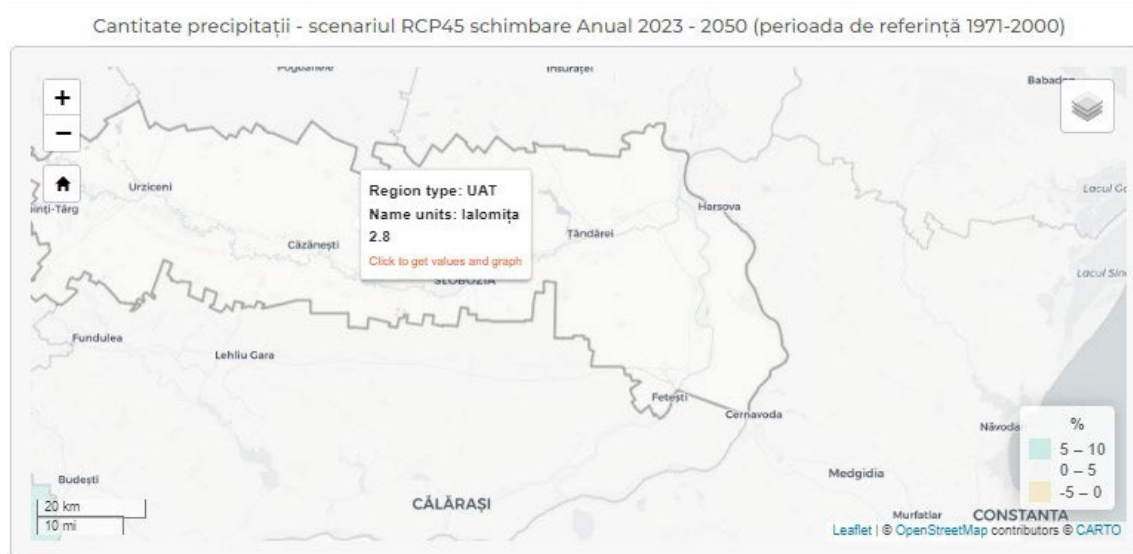 Cantitate precipitații - scenariul RCP45 schimbare Anual 2023 - 2050 (perioada de referință 1971-2000)
Însurăței
Babadag
+
−
Urziceni
Lacul
Harsova
Țăndărei
Căzănești
Region type: UAT
Name units: Ialomița
2.8
Click to get values and graph
SLOBOZIA
Lacul
Fundulea
Lehliu Gara
Fetești
Cernavoda
%
5 – 10
0 – 5
-5 – 0
Budești
Medgidia
20 km
10 mi
CĂLĂRAȘI
Murfatlar
CONSTANȚA
Leaflet | © OpenStreetMap contributors © CARTO